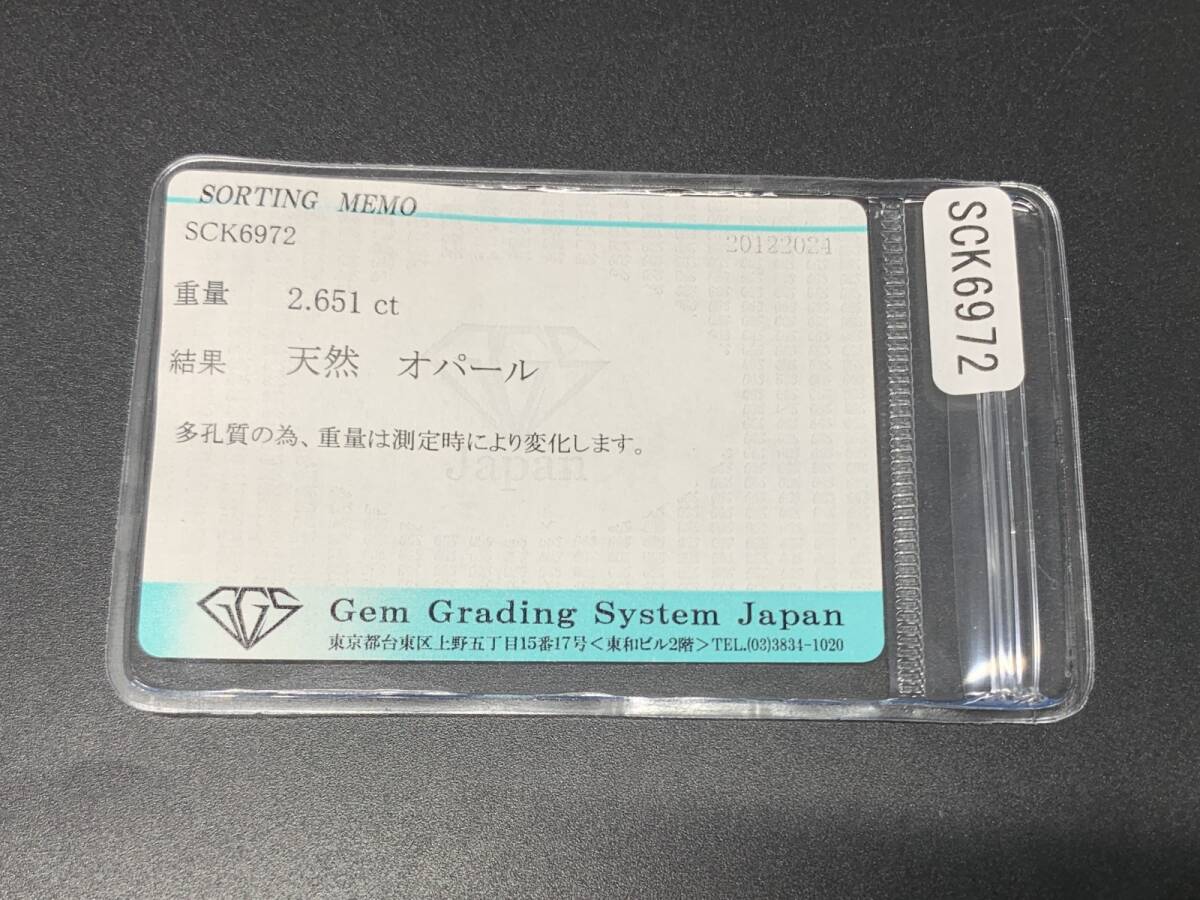 SORTING MEMO
SCK6972 20122024
重量 2.651 ct
結果 天然 オパール
多孔質の為、重量は測定時により変化します。
Japan
GGS Gem Grading System Japan
東京都台東区上野五丁目15番17号<東和ビル2階>TEL.(03)3834-1020
SCK6972